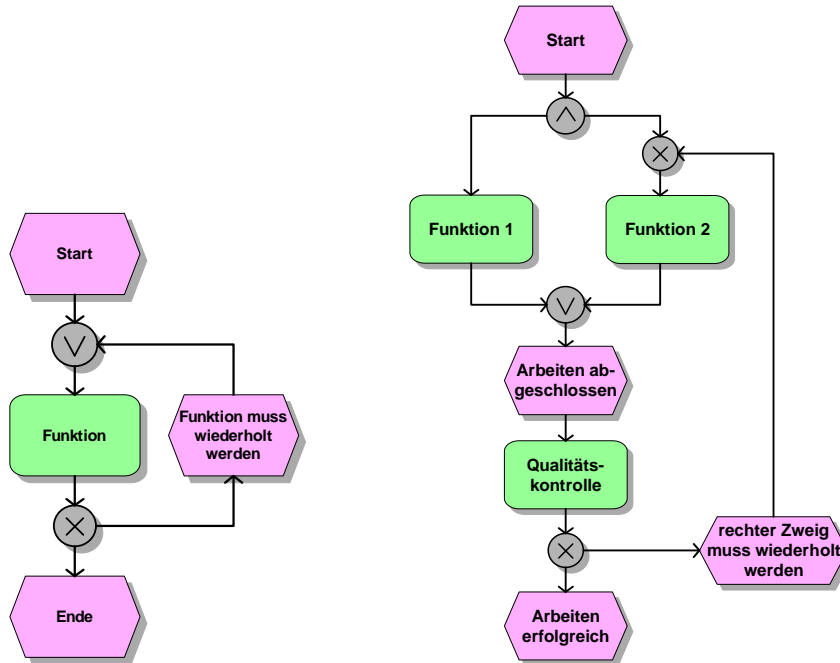 Start
Funktion
Funktion muss
wiederholt
werden
Ende
Start
Funktion 1
Funktion 2
Arbeiten ab-
geschlossen
Qualitäts-
kontrolle
rechter Zweig
muss wiederholt
werden
Arbeiten
erfolgreich